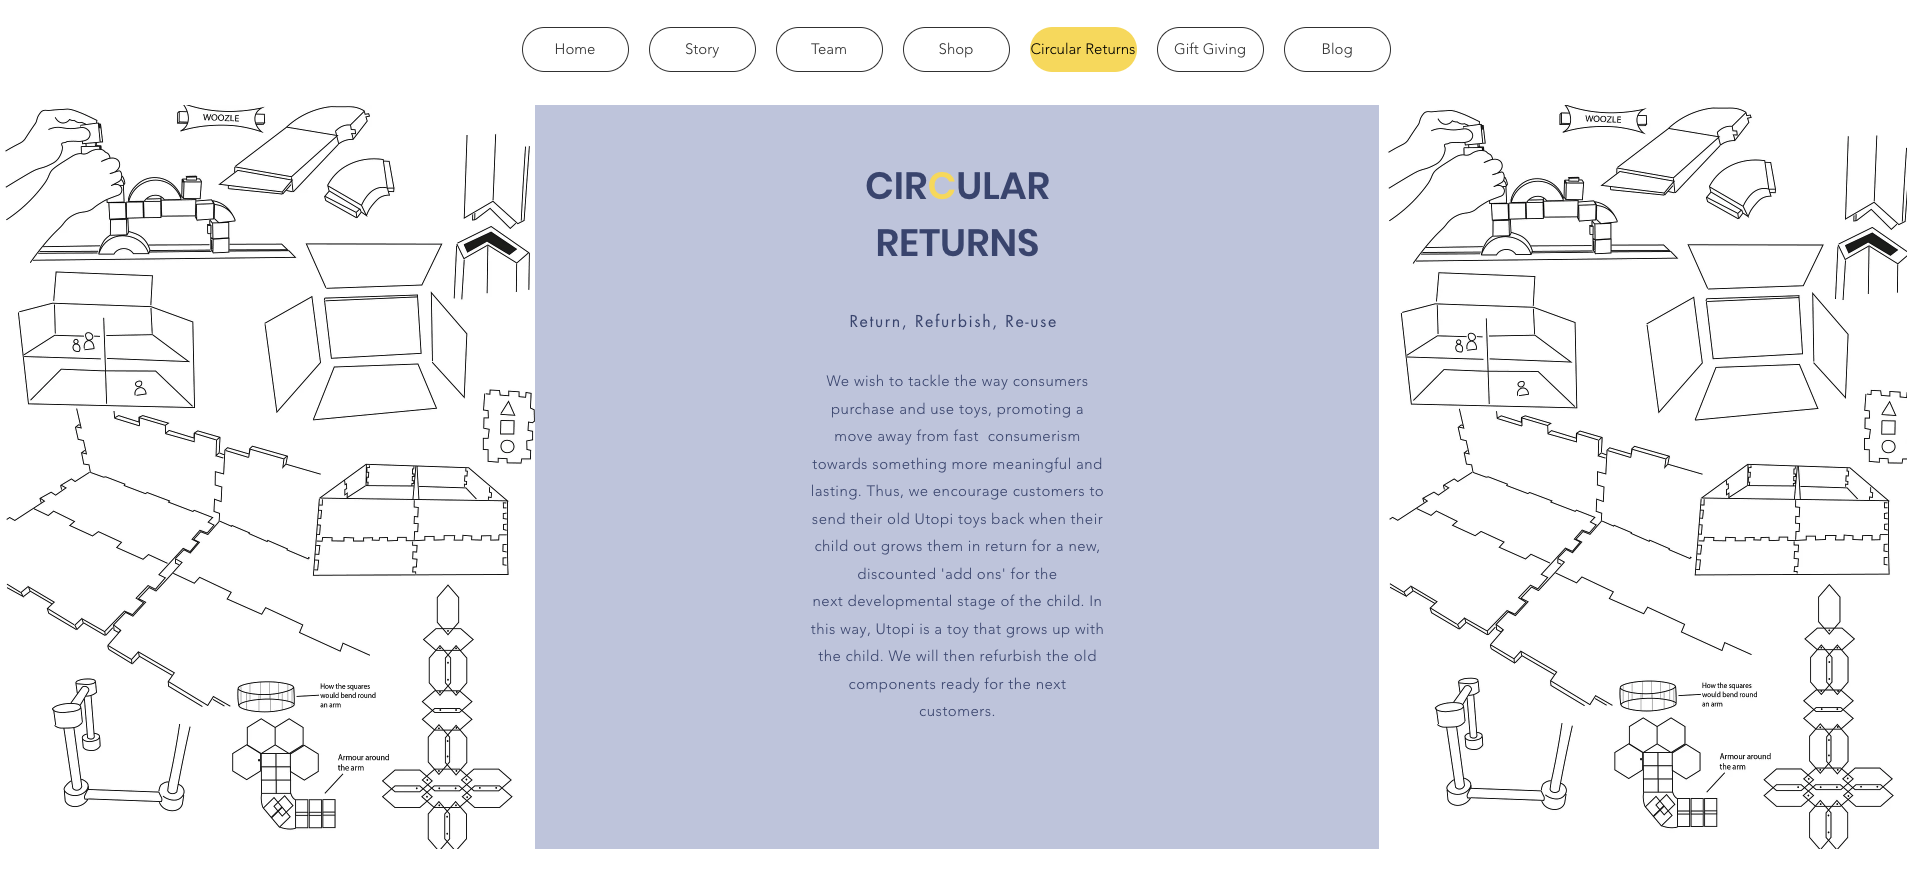 Home
Story
Team
Shop
Circular Returns
Gift Giving
Blog
WOOZLE
WOOZLE
CIRCULAR
RETURNS
Return, Refurbish, Re-use
We wish to tackle the way consumers
purchase and use toys, promoting a
move away from fast  consumerism
towards something more meaningful and
lasting. Thus, we encourage customers to
send their old Utopi toys back when their
child out grows them in return for a new,
discounted 'add ons' for the
next developmental stage of the child. In
this way, Utopi is a toy that grows up with
the child. We will then refurbish the old
components ready for the next
customers.
How the squares
would bend round
an arm
Armour around
the arm
How the squares
would bend round
an arm
Armour around
the arm